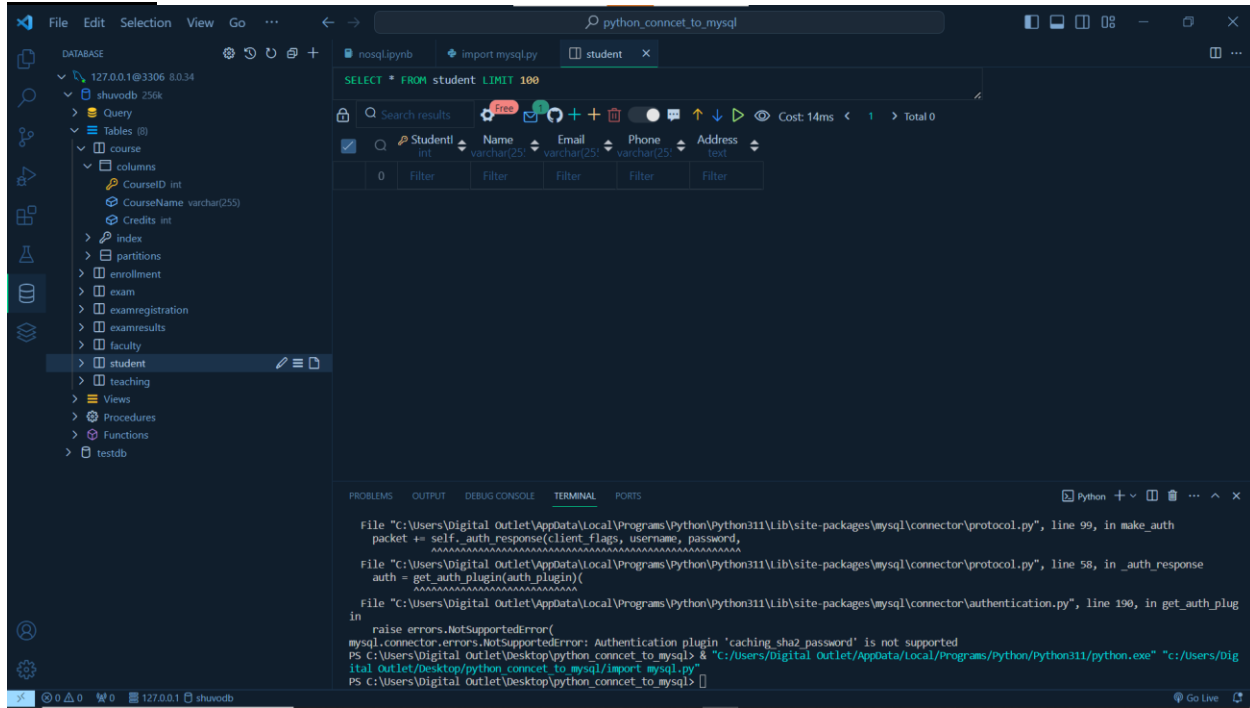 File Edit Selection View Go ··· python_conncet_to_mysql
DATABASE
127.0.0.1@3306 8.0.34
shuvodb 256k
Query
Tables (8)
course
columns
CourseID int
CourseName varchar(255)
Credits int
index
partitions
enrollment
exam
examregistration
examresults
faculty
student
teaching
Views
Procedures
Functions
testdb
nosql.ipynb import mysql.py student
SELECT * FROM student LIMIT 100
Search results Free 1 Cost: 14ms 1 Total 0
StudentI Name Email Phone Address
int varchar(25 varchar(25 varchar(25 text
0 Filter Filter Filter Filter Filter
PROBLEMS OUTPUT DEBUG CONSOLE TERMINAL PORTS Python
File "C:\Users\Digital Outlet\AppData\Local\Programs\Python\Python311\Lib\site-packages\mysql\connector\protocol.py", line 99, in make_auth
packet += self._auth_response(client_flags, username, password,
^^^^^^^^^^^^^^^^^^^^^^^^^^^^^^^^^^^^^^^^^^^^^^^^^^^^^
File "C:\Users\Digital Outlet\AppData\Local\Programs\Python\Python311\Lib\site-packages\mysql\connector\protocol.py", line 58, in _auth_response
auth = get_auth_plugin(auth_plugin)(
^^^^^^^^^^^^^^^^^^^^^^^^^^^^
File "C:\Users\Digital Outlet\AppData\Local\Programs\Python\Python311\Lib\site-packages\mysql\connector\authentication.py", line 190, in get_auth_plug
in
raise errors.NotSupportedError(
mysql.connector.errors.NotSupportedError: Authentication plugin 'caching_sha2_password' is not supported
PS C:\Users\Digital Outlet\Desktop\python_conncet_to_mysql> & "C:/Users/Digital Outlet/AppData/Local/Programs/Python/Python311/python.exe" "c:/Users/Dig
ital Outlet/Desktop/python_conncet_to_mysql/import mysql.py"
PS C:\Users\Digital Outlet\Desktop\python_conncet_to_mysql>
0 0 0 127.0.0.1 shuvodb Go Live